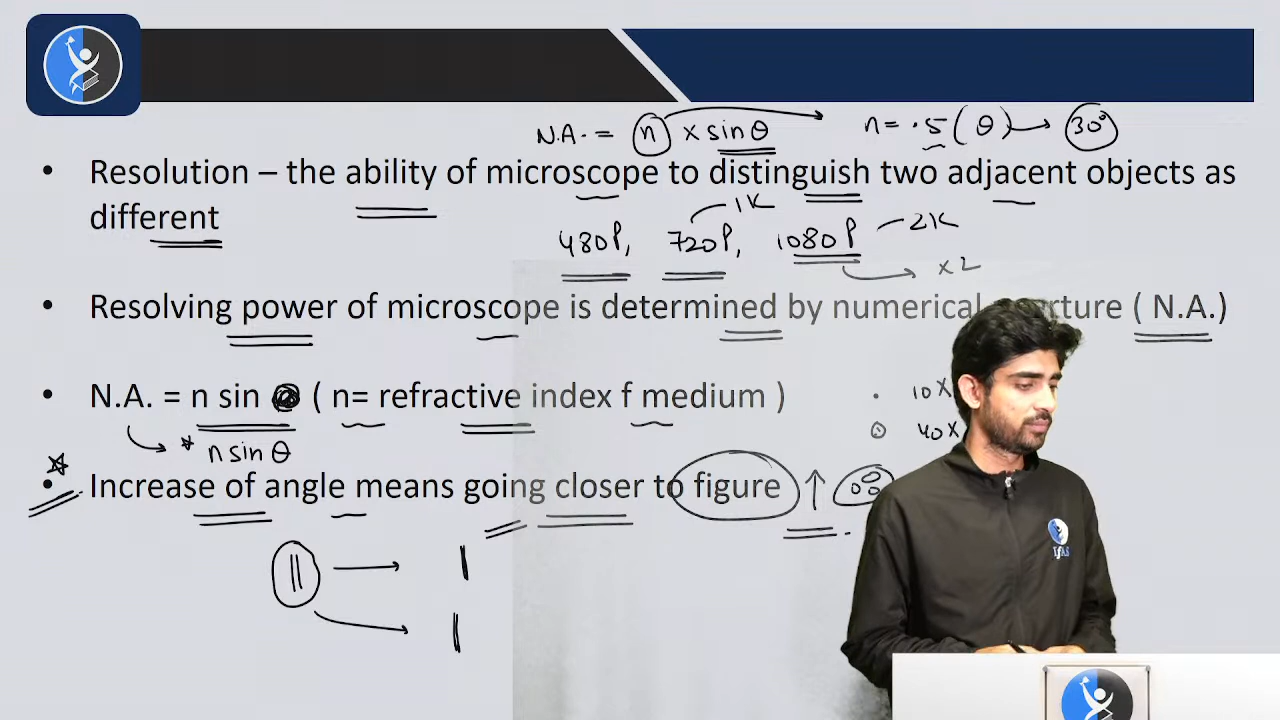 N.A. = n x sinθ n = .5 (θ) 30°
• Resolution – the ability of microscope to distinguish two adjacent objects as
different
1K 2K
480P, 720P, 1080P
x2
• Resolving power of microscope is determined by numerical ( N.A.)
• N.A. = n sin ( n= refractive index f medium )
. 10X
40X
* n sin θ
• Increase of angle means going closer to figure ↑
IFAS